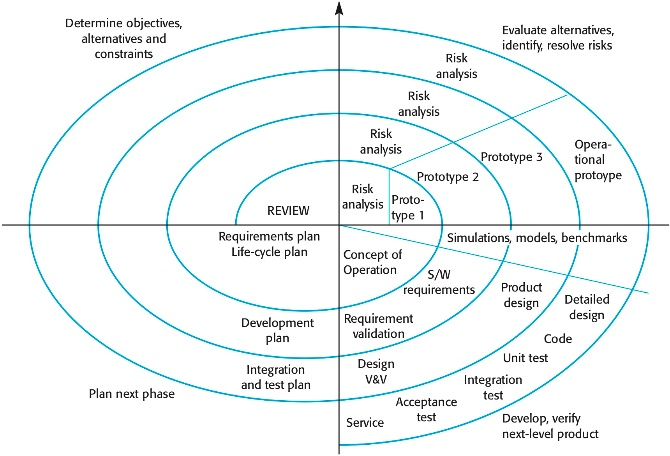 Determine objectives,
alternatives and
constraints
Evaluate alternatives,
identify, resolve risks
Risk
analysis
Risk
analysis
Risk
analysis
Risk
analysis
Proto-
type 1
Prototype 2
Prototype 3
Opera-
tional
protoype
REVIEW
Requirements plan
Life-cycle plan
Development
plan
Integration
and test plan
Plan next phase
Simulations, models, benchmarks
Concept of
Operation
S/W
requirements
Product
design
Detailed
design
Requirement
validation
Code
Unit test
Design
V&V
Integration
test
Acceptance
test
Service
Develop, verify
next-level product